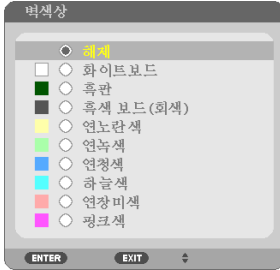 벽색상
해제
화이트보드
흑판
흑색 보드(회색)
연노란색
연녹색
연청색
하늘색
연장미색
핑크색
ENTER EXIT